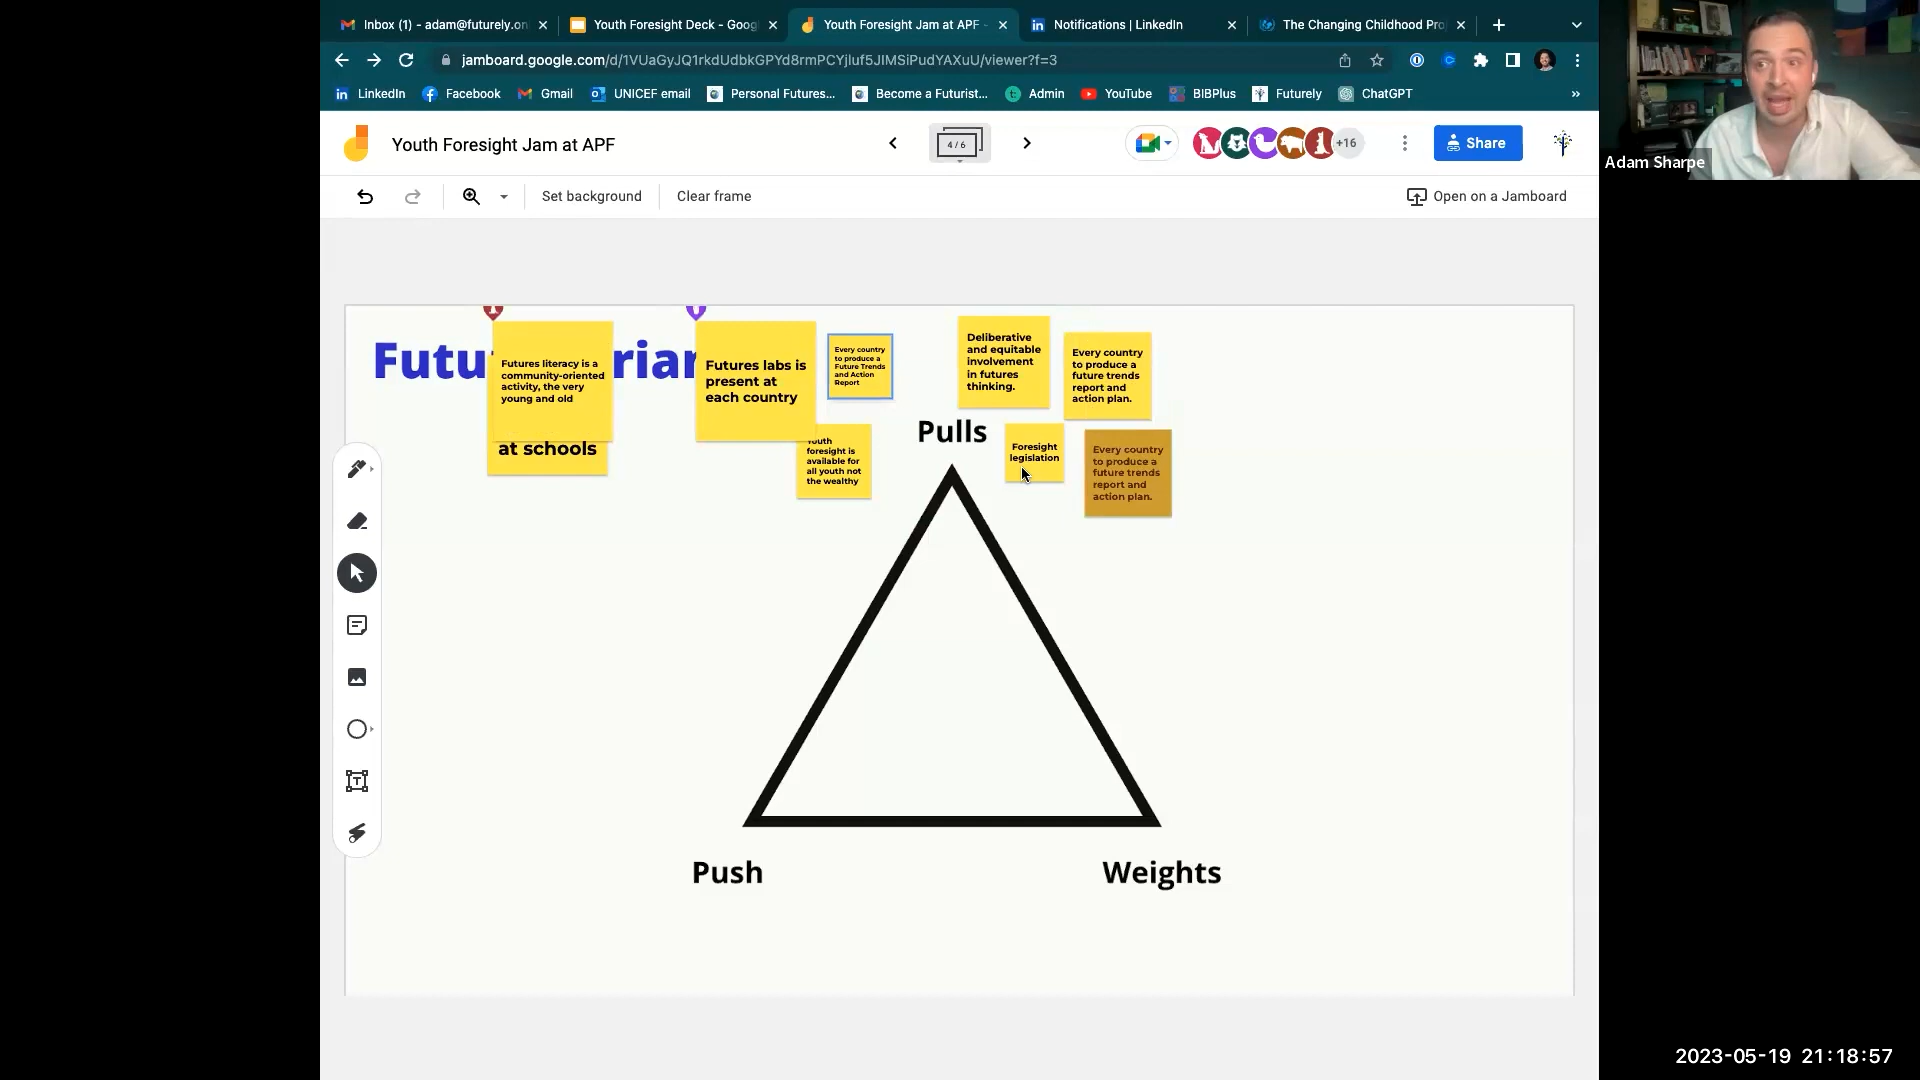 Inbox (1) - adam@futurely.on
Youth Foresight Deck - Goog
Youth Foresight Jam at APF -
Notifications | LinkedIn
The Changing Childhood Pro
jamboard.google.com/d/1VUaGyJQ1rkdUdbkGPYd8rmPCYjluf5JIMSiPudYAXuU/viewer?f=3
LinkedIn
Facebook
Gmail
UNICEF email
Personal Futures...
Become a Futurist...
Admin
YouTube
BIBPlus
Futurely
ChatGPT
»
Adam Sharpe
Youth Foresight Jam at APF
4 / 6
+16
Share
Set background
Clear frame
Open on a Jamboard
Futu
rian
Futures literacy is a
community-oriented
activity, the very
young and old
at schools
Futures labs is
present at
each country
Every country
to produce a
Future Trends
and Action
Report
Youth
foresight is
available for
all youth not
the wealthy
Deliberative
and equitable
involvement
in futures
thinking.
Every country
to produce a
future trends
report and
action plan.
Pulls
Foresight
legislation
Every country
to produce a
future trends
report and
action plan.
Push
Weights
2023-05-19 21:18:57